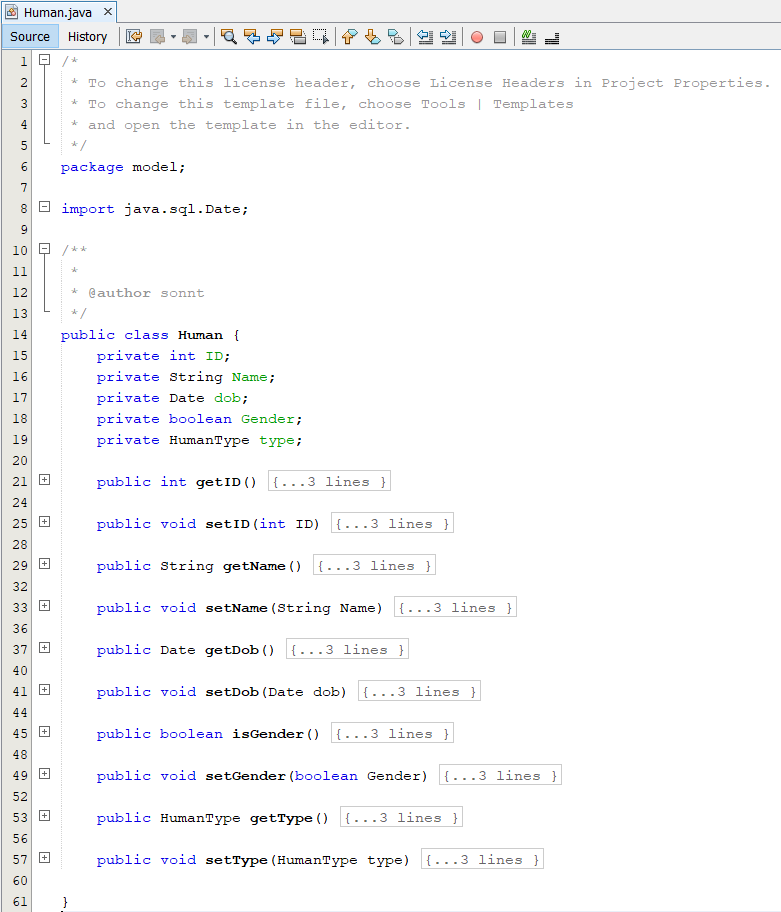 Human.java
Source History
1 /*
2  * To change this license header, choose License Headers in Project Properties.
3  * To change this template file, choose Tools | Templates
4  * and open the template in the editor.
5  */
6 package model;
7
8 import java.sql.Date;
9
10 /**
11  *
12  * @author sonnt
13  */
14 public class Human {
15     private int ID;
16     private String Name;
17     private Date dob;
18     private boolean Gender;
19     private HumanType type;
20
21     public int getID() {...3 lines }
24
25     public void setID(int ID) {...3 lines }
28
29     public String getName() {...3 lines }
32
33     public void setName(String Name) {...3 lines }
36
37     public Date getDob() {...3 lines }
40
41     public void setDob(Date dob) {...3 lines }
44
45     public boolean isGender() {...3 lines }
48
49     public void setGender(boolean Gender) {...3 lines }
52
53     public HumanType getType() {...3 lines }
56
57     public void setType(HumanType type) {...3 lines }
60
61 }